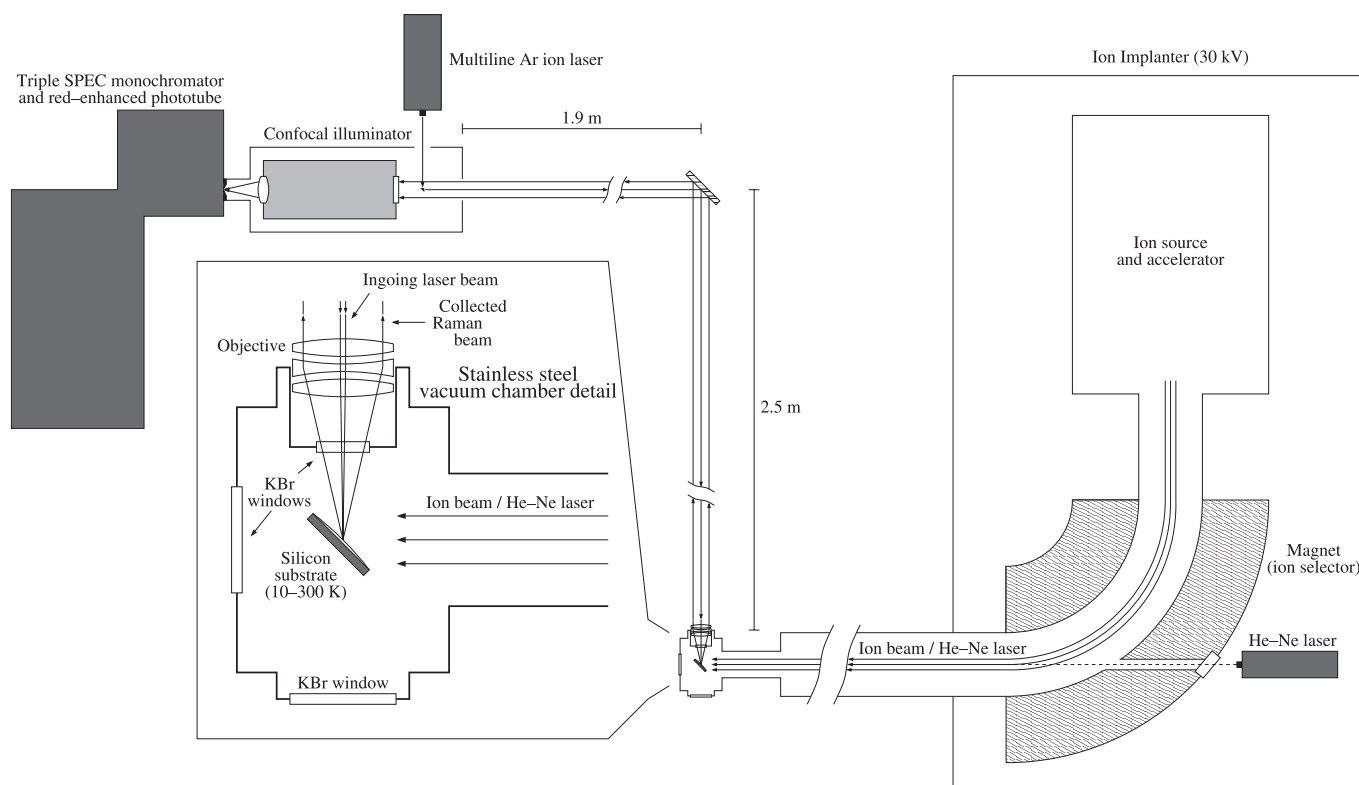 Multiline Ar ion laser
Ion Implanter (30 kV)
Triple SPEC monochromator
and red–enhanced phototube
Confocal illuminator
1.9 m
Ion source
and accelerator
Ingoing laser beam
Collected
Raman
beam
Objective
Stainless steel
vacuum chamber detail
2.5 m
KBr
windows
Ion beam / He–Ne laser
Silicon
substrate
(10–300 K)
Magnet
(ion selector)
He–Ne laser
Ion beam / He–Ne laser
KBr window